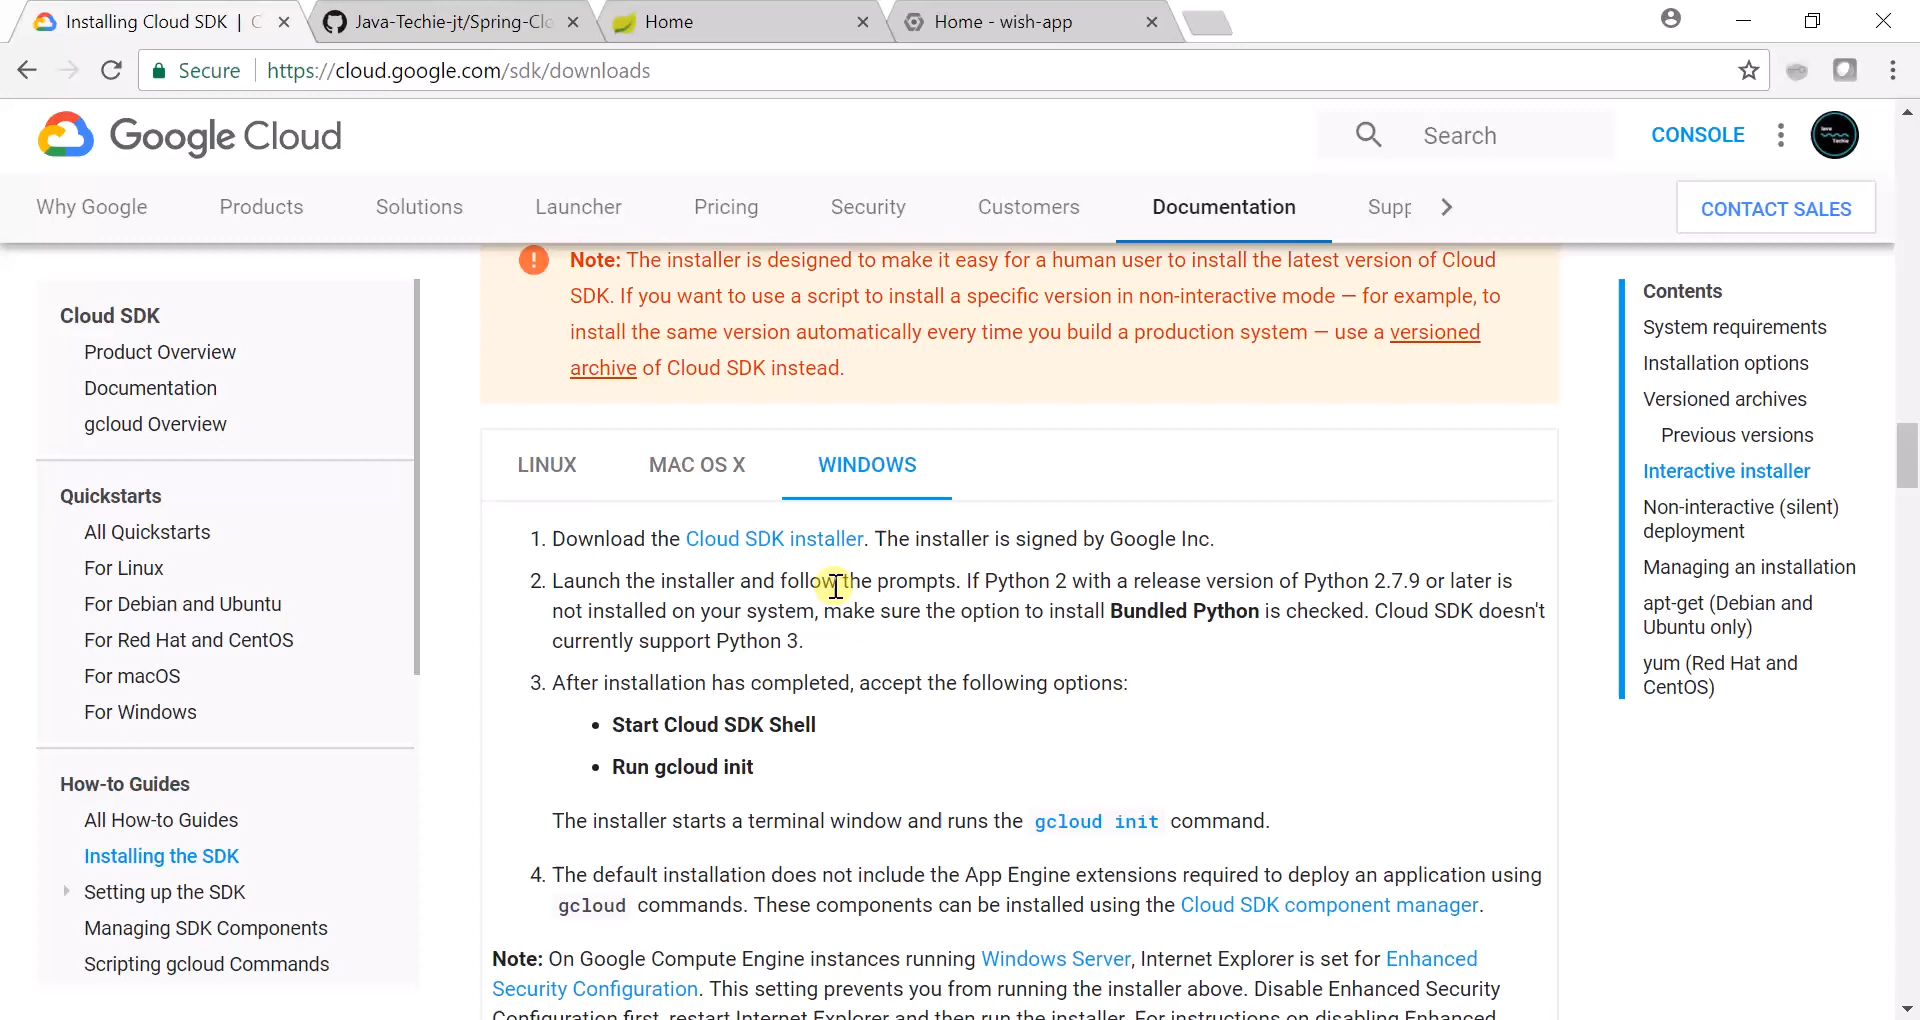 Installing Cloud SDK | C
Java-Techie-jt/Spring-Clo
Home
Home - wish-app
Secure
https://cloud.google.com/sdk/downloads
Google Cloud
Search
CONSOLE
Why Google
Products
Solutions
Launcher
Pricing
Security
Customers
Documentation
Supp
CONTACT SALES
Cloud SDK
Product Overview
Documentation
gcloud Overview
Quickstarts
All Quickstarts
For Linux
For Debian and Ubuntu
For Red Hat and CentOS
For macOS
For Windows
How-to Guides
All How-to Guides
Installing the SDK
Setting up the SDK
Managing SDK Components
Scripting gcloud Commands
Note: The installer is designed to make it easy for a human user to install the latest version of Cloud
SDK. If you want to use a script to install a specific version in non-interactive mode — for example, to
install the same version automatically every time you build a production system — use a versioned
archive of Cloud SDK instead.
LINUX
MAC OS X
WINDOWS
1. Download the Cloud SDK installer. The installer is signed by Google Inc.
2. Launch the installer and follow the prompts. If Python 2 with a release version of Python 2.7.9 or later is
not installed on your system, make sure the option to install Bundled Python is checked. Cloud SDK doesn't
currently support Python 3.
3. After installation has completed, accept the following options:
• Start Cloud SDK Shell
• Run gcloud init
The installer starts a terminal window and runs the gcloud init command.
4. The default installation does not include the App Engine extensions required to deploy an application using
gcloud commands. These components can be installed using the Cloud SDK component manager.
Note: On Google Compute Engine instances running Windows Server, Internet Explorer is set for Enhanced
Security Configuration. This setting prevents you from running the installer above. Disable Enhanced Security
Configuration first, restart Internet Explorer and then run the installer. For instructions on disabling Enhanced
Contents
System requirements
Installation options
Versioned archives
Previous versions
Interactive installer
Non-interactive (silent)
deployment
Managing an installation
apt-get (Debian and
Ubuntu only)
yum (Red Hat and
CentOS)